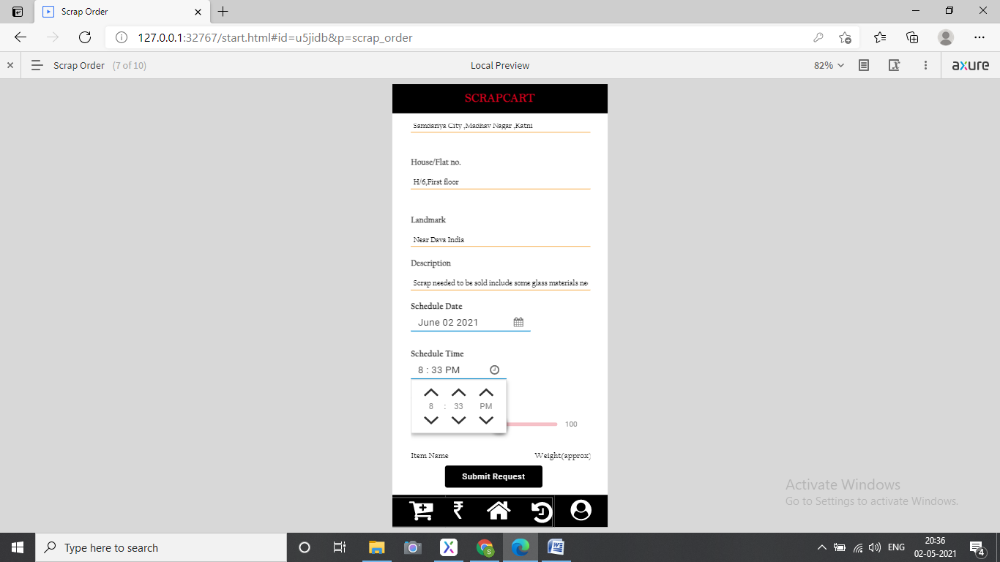 Scrap Order
127.0.0.1:32767/start.html#id=u5jidb&p=scrap_order
Scrap Order (7 of 10) Local Preview 82% axure
SCRAPCART
Samdariya City ,Madhav Nagar ,Katni
House/Flat no.
H/6,First floor
Landmark
Near Dava India
Description
Scrap needed to be sold include some glass materials ne
Schedule Date
June 02 2021
Schedule Time
8 : 33 PM
8 : 33 PM
100
Item Name Weight(approx)
Submit Request
Activate Windows
Go to Settings to activate Windows.
Type here to search
ENG
20:36
02-05-2021
4